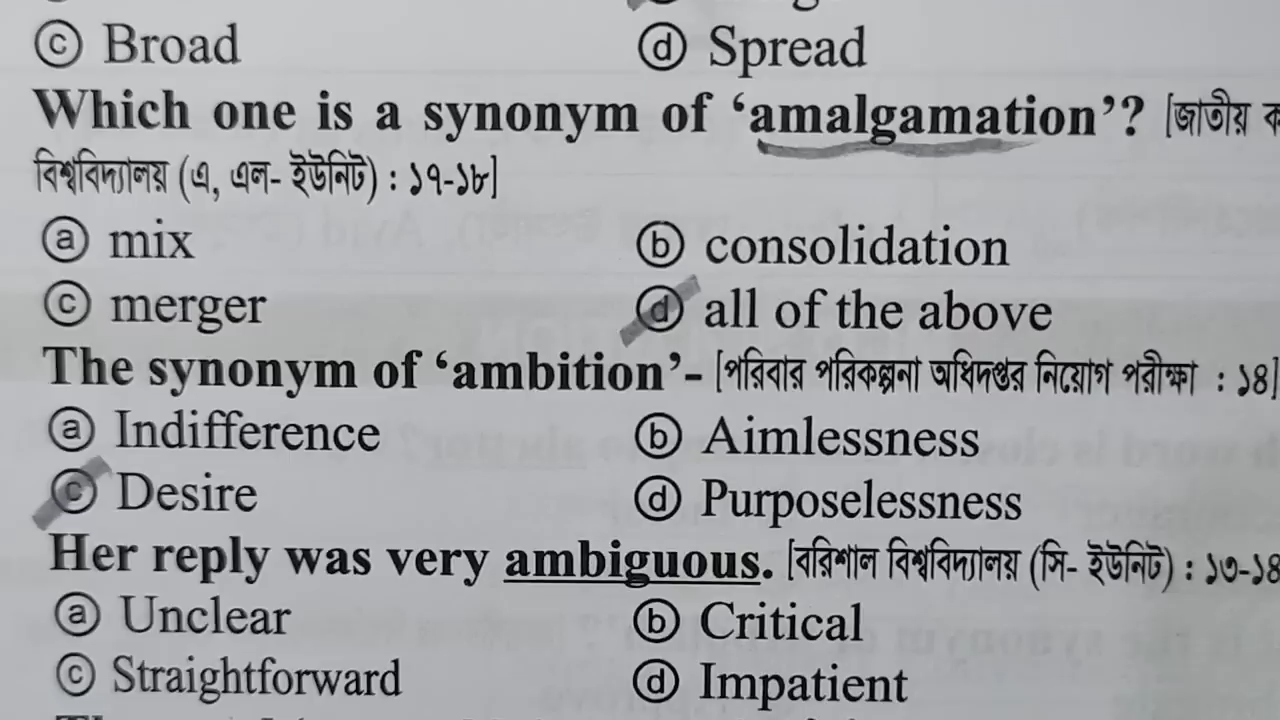 ⓒ Broad ⓓ Spread
Which one is a synonym of ‘amalgamation’? [জাতীয় ক
বিশ্ববিদ্যালয় (এ, এল- ইউনিট) : ১৭-১৮]
ⓐ mix ⓑ consolidation
ⓒ merger ⓓ all of the above
The synonym of ‘ambition’- [পরিবার পরিকল্পনা অধিদপ্তর নিয়োগ পরীক্ষা : ১৪]
ⓐ Indifference ⓑ Aimlessness
ⓒ Desire ⓓ Purposelessness
Her reply was very ambiguous. [বরিশাল বিশ্ববিদ্যালয় (সি- ইউনিট) : ১৩-১৪
ⓐ Unclear ⓑ Critical
ⓒ Straightforward ⓓ Impatient